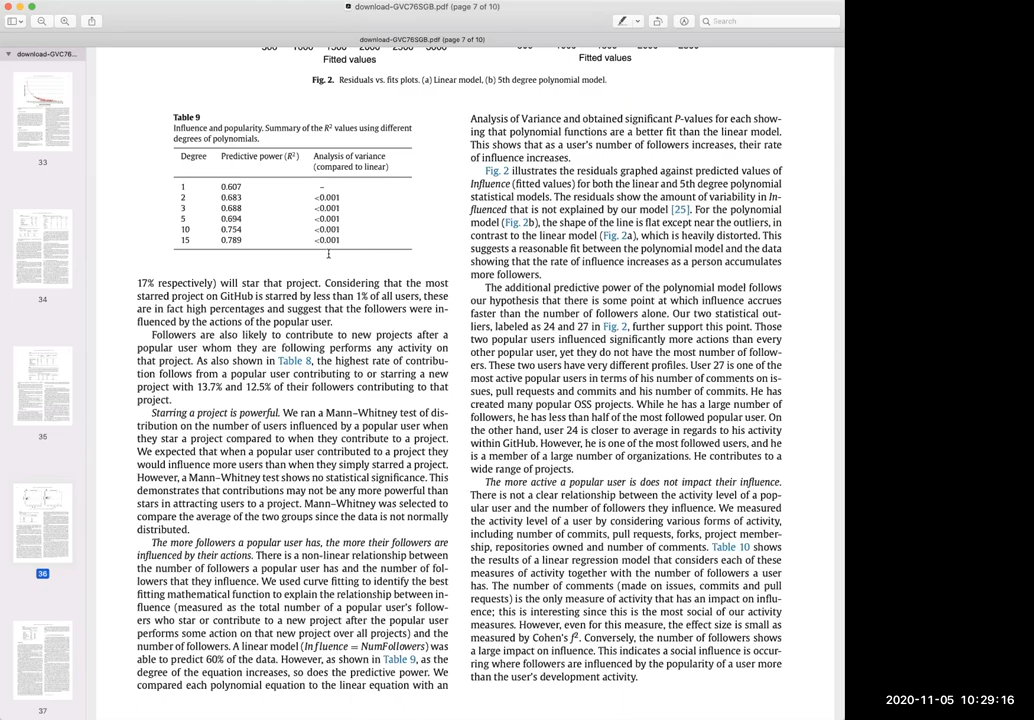 download-GVC76SGB.pdf (page 7 of 10)
Search
download-GVC76SGB.pdf (page 7 of 10)
download-GVC76...
33
34
35
36
37
Fitted values
Fitted values
Fig. 2. Residuals vs. fits plots. (a) Linear model, (b) 5th degree polynomial model.
Table 9
Influence and popularity. Summary of the R² values using different
degrees of polynomials.
Degree Predictive power (R²) Analysis of variance
(compared to linear)
1 0.607 –
2 0.683 <0.001
3 0.688 <0.001
5 0.694 <0.001
10 0.754 <0.001
15 0.789 <0.001
17% respectively) will star that project. Considering that the most
starred project on GitHub is starred by less than 1% of all users, these
are in fact high percentages and suggest that the followers were in-
fluenced by the actions of the popular user.
Followers are also likely to contribute to new projects after a
popular user whom they are following performs any activity on
that project. As also shown in Table 8, the highest rate of contribu-
tion follows from a popular user contributing to or starring a new
project with 13.7% and 12.5% of their followers contributing to that
project.
Starring a project is powerful. We ran a Mann–Whitney test of dis-
tribution on the number of users influenced by a popular user when
they star a project compared to when they contribute to a project.
We expected that when a popular user contributed to a project they
would influence more users than when they simply starred a project.
However, a Mann–Whitney test shows no statistical significance. This
demonstrates that contributions may not be any more powerful than
stars in attracting users to a project. Mann–Whitney was selected to
compare the average of the two groups since the data is not normally
distributed.
The more followers a popular user has, the more their followers are
influenced by their actions. There is a non-linear relationship between
the number of followers a popular user has and the number of fol-
lowers that they influence. We used curve fitting to identify the best
fitting mathematical function to explain the relationship between in-
fluence (measured as the total number of a popular user's follow-
ers who star or contribute to a new project after the popular user
performs some action on that new project over all projects) and the
number of followers. A linear model (Influence = NumFollowers) was
able to predict 60% of the data. However, as shown in Table 9, as the
degree of the equation increases, so does the predictive power. We
compared each polynomial equation to the linear equation with an
Analysis of Variance and obtained significant P-values for each show-
ing that polynomial functions are a better fit than the linear model.
This shows that as a user's number of followers increases, their rate
of influence increases.
Fig. 2 illustrates the residuals graphed against predicted values of
Influence (fitted values) for both the linear and 5th degree polynomial
statistical models. The residuals show the amount of variability in In-
fluenced that is not explained by our model [25]. For the polynomial
model (Fig. 2b), the shape of the line is flat except near the outliers, in
contrast to the linear model (Fig. 2a), which is heavily distorted. This
suggests a reasonable fit between the polynomial model and the data
showing that the rate of influence increases as a person accumulates
more followers.
The additional predictive power of the polynomial model follows
our hypothesis that there is some point at which influence accrues
faster than the number of followers alone. Our two statistical out-
liers, labeled as 24 and 27 in Fig. 2, further support this point. Those
two popular users influenced significantly more actions than every
other popular user, yet they do not have the most number of follow-
ers. These two users have very different profiles. User 27 is one of the
most active popular users in terms of his number of comments on is-
sues, pull requests and commits and his number of commits. He has
created many popular OSS projects. While he has a large number of
followers, he has less than half of the most followed popular user. On
the other hand, user 24 is closer to average in regards to his activity
within GitHub. However, he is one of the most followed users, and he
is a member of a large number of organizations. He contributes to a
wide range of projects.
The more active a popular user is does not impact their influence.
There is not a clear relationship between the activity level of a pop-
ular user and the number of followers they influence. We measured
the activity level of a user by considering various forms of activity,
including number of commits, pull requests, forks, project member-
ship, repositories owned and number of comments. Table 10 shows
the results of a linear regression model that considers each of these
measures of activity together with the number of followers a user
has. The number of comments (made on issues, commits and pull
requests) is the only measure of activity that has an impact on influ-
ence; this is interesting since this is the most social of our activity
measures. However, even for this measure, the effect size is small as
measured by Cohen's f². Conversely, the number of followers shows
a large impact on influence. This indicates a social influence is occur-
ring where followers are influenced by the popularity of a user more
than the user's development activity.
2020-11-05 10:29:16